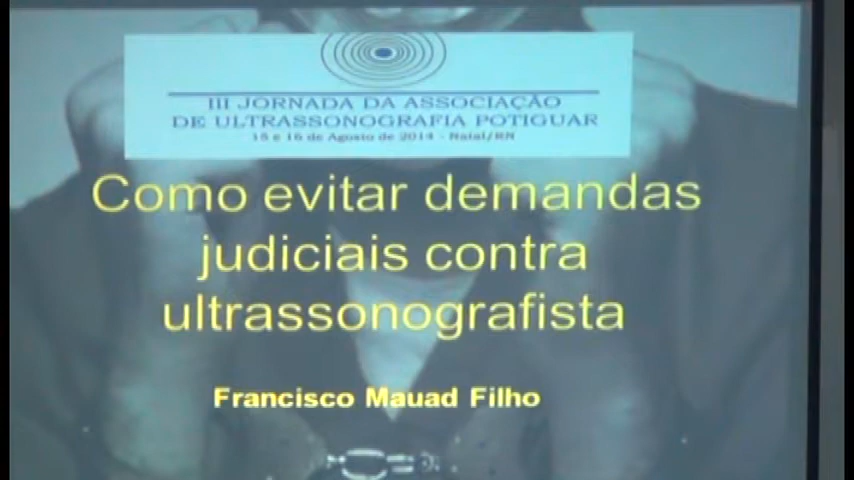 III JORNADA DA ASSOCIAÇÃO
DE ULTRASSONOGRAFIA POTIGUAR
15 e 16 de Agosto de 2014 - Natal/RN
Como evitar demandas
judiciais contra
ultrassonografista
Francisco Mauad Filho